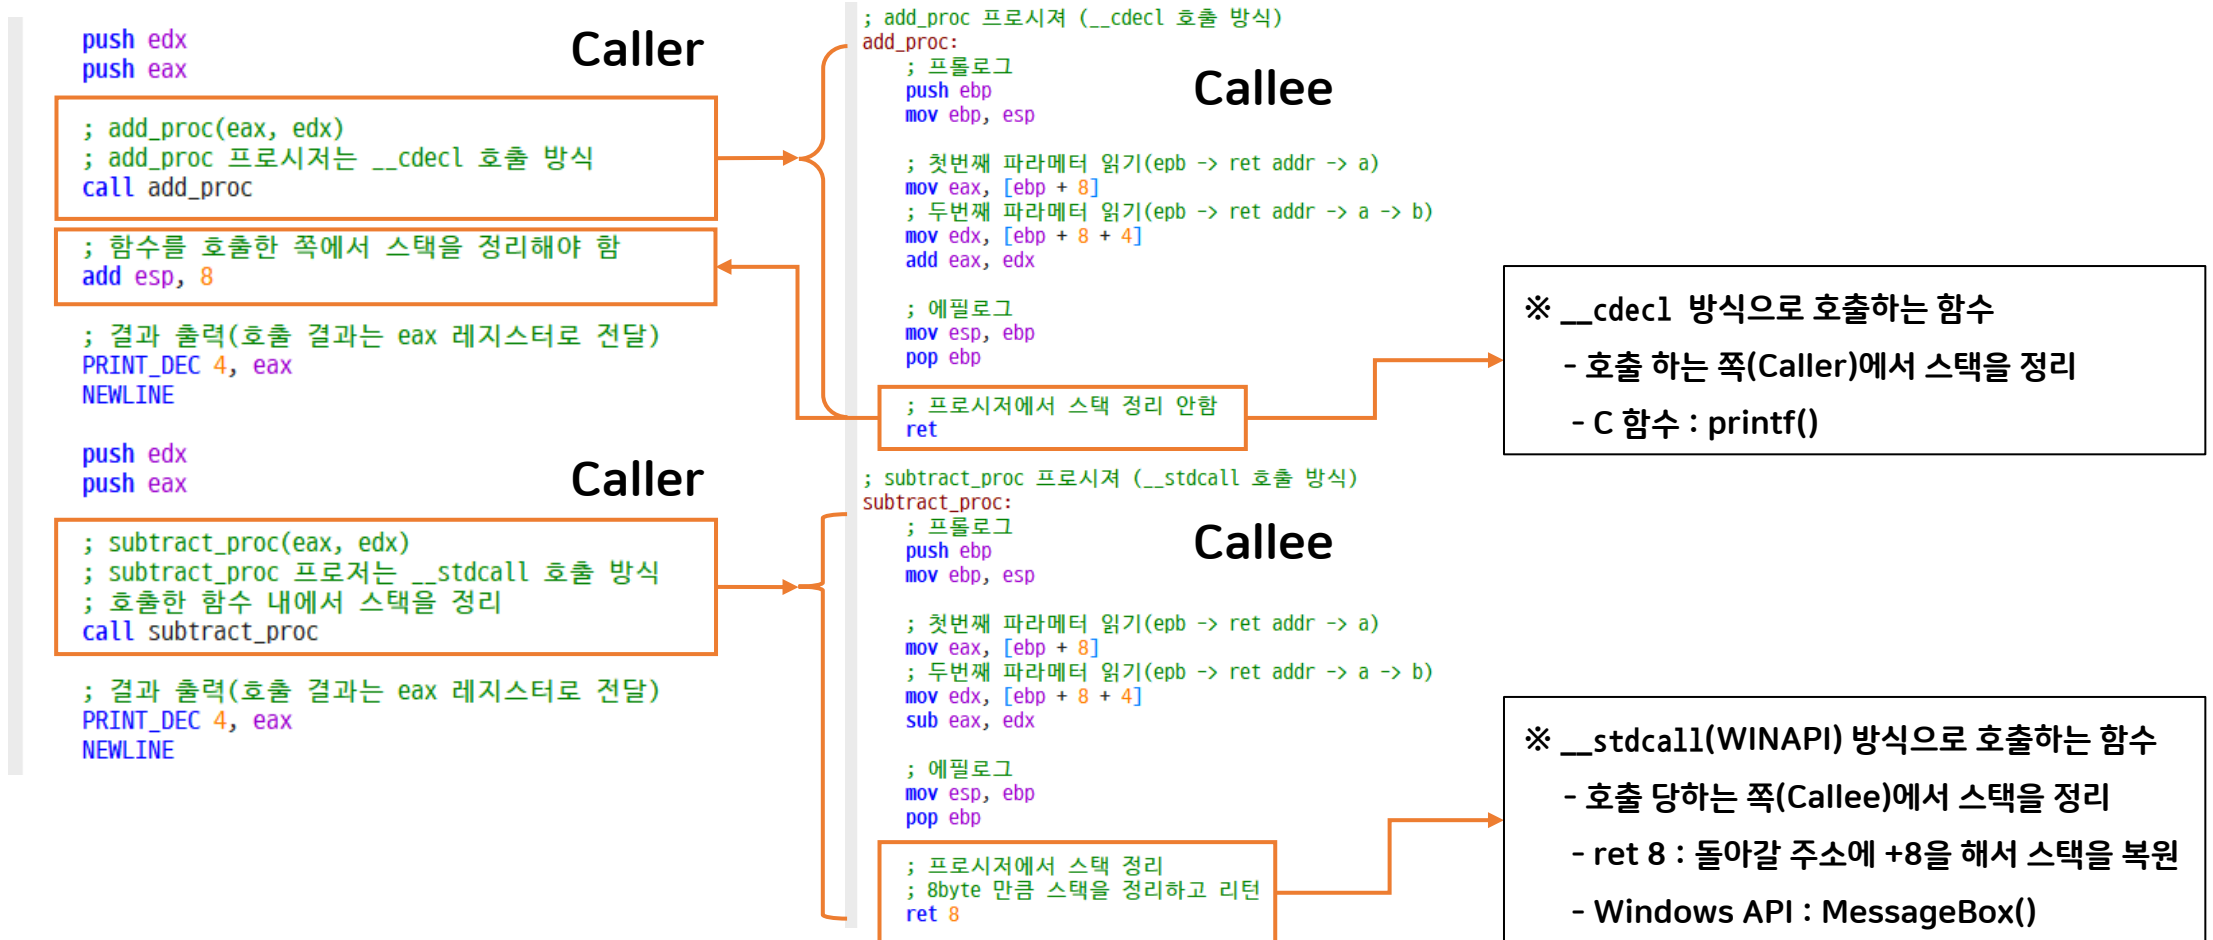 push edx
push eax
Caller
; add_proc(eax, edx)
; add_proc 프로시저는 __cdecl 호출 방식
call add_proc
; 함수를 호출한 쪽에서 스택을 정리해야 함
add esp, 8
; 결과 출력(호출 결과는 eax 레지스터로 전달)
PRINT_DEC 4, eax
NEWLINE
push edx
push eax
Caller
; subtract_proc(eax, edx)
; subtract_proc 프로저는 __stdcall 호출 방식
; 호출한 함수 내에서 스택을 정리
call subtract_proc
; 결과 출력(호출 결과는 eax 레지스터로 전달)
PRINT_DEC 4, eax
NEWLINE
; add_proc 프로시져 (__cdecl 호출 방식)
add_proc:
; 프롤로그
push ebp
mov ebp, esp
Callee
; 첫번째 파라메터 읽기(epb -> ret addr -> a)
mov eax, [ebp + 8]
; 두번째 파라메터 읽기(epb -> ret addr -> a -> b)
mov edx, [ebp + 8 + 4]
add eax, edx
; 에필로그
mov esp, ebp
pop ebp
; 프로시저에서 스택 정리 안함
ret
; subtract_proc 프로시져 (__stdcall 호출 방식)
subtract_proc:
; 프롤로그
push ebp
mov ebp, esp
Callee
; 첫번째 파라메터 읽기(epb -> ret addr -> a)
mov eax, [ebp + 8]
; 두번째 파라메터 읽기(epb -> ret addr -> a -> b)
mov edx, [ebp + 8 + 4]
sub eax, edx
; 에필로그
mov esp, ebp
pop ebp
; 프로시저에서 스택 정리
; 8byte 만큼 스택을 정리하고 리턴
ret 8
※ __cdecl 방식으로 호출하는 함수
- 호출 하는 쪽(Caller)에서 스택을 정리
- C 함수 : printf()
※ __stdcall(WINAPI) 방식으로 호출하는 함수
- 호출 당하는 쪽(Callee)에서 스택을 정리
- ret 8 : 돌아갈 주소에 +8을 해서 스택을 복원
- Windows API : MessageBox()